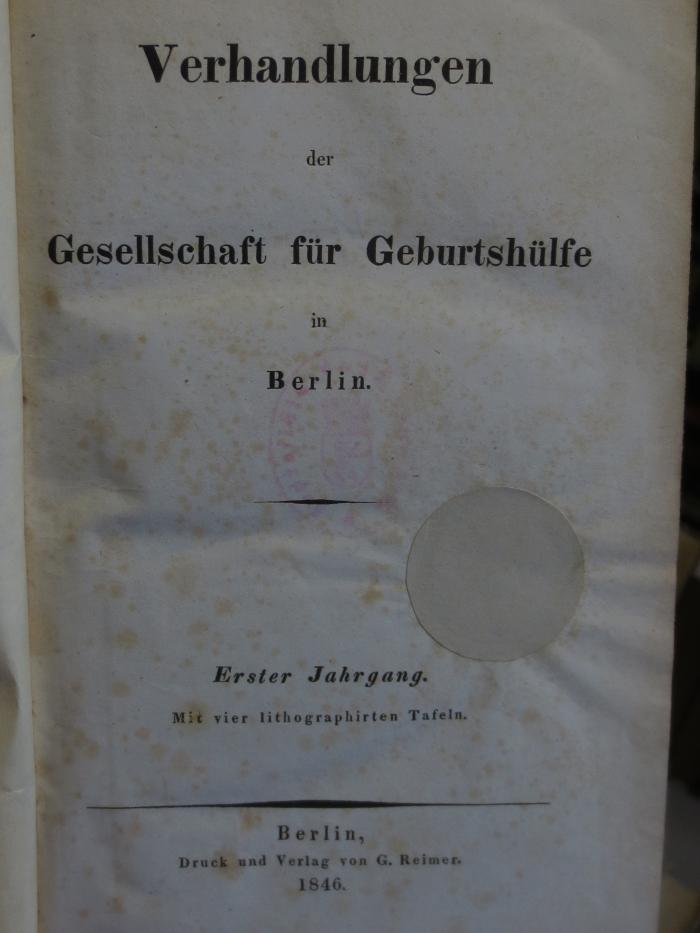 Verhandlungen
der
Gesellschaft für Geburtshülfe
in
Berlin.
Erster Jahrgang.
Mit vier lithographirten Tafeln.
Berlin,
Druck und Verlag von G. Reimer.
1846.